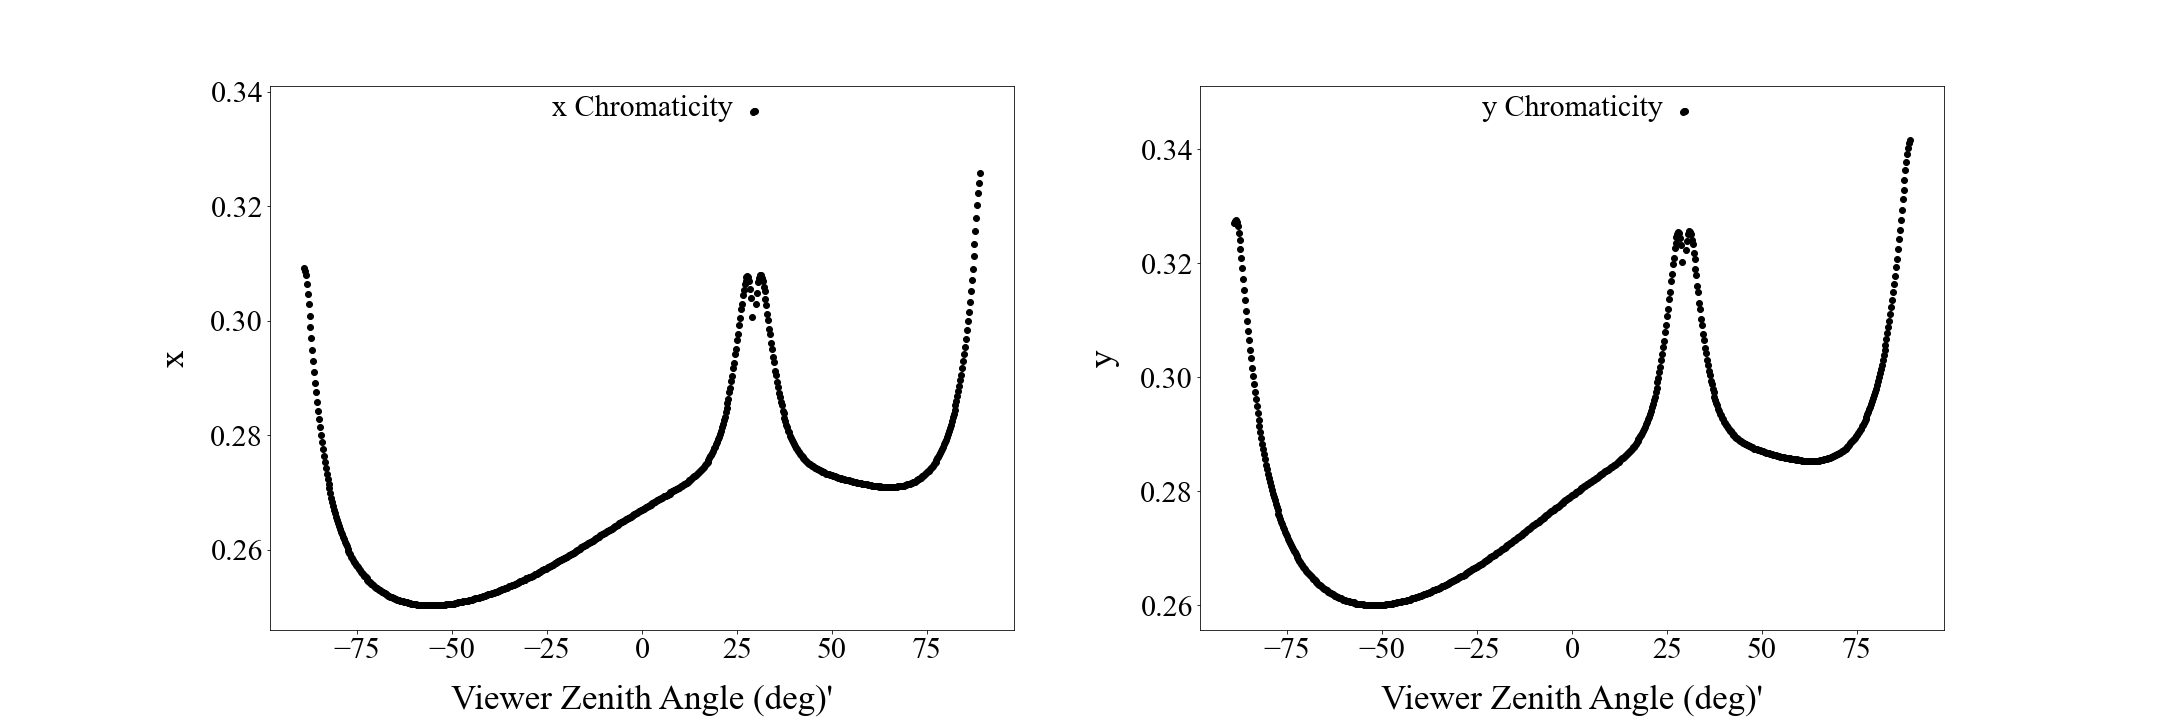 x Chromaticity
0.34
0.32
0.30
0.28
0.26
x
−75 −50 −25 0 25 50 75
Viewer Zenith Angle (deg)'
y Chromaticity
0.34
0.32
0.30
0.28
0.26
y
−75 −50 −25 0 25 50 75
Viewer Zenith Angle (deg)'